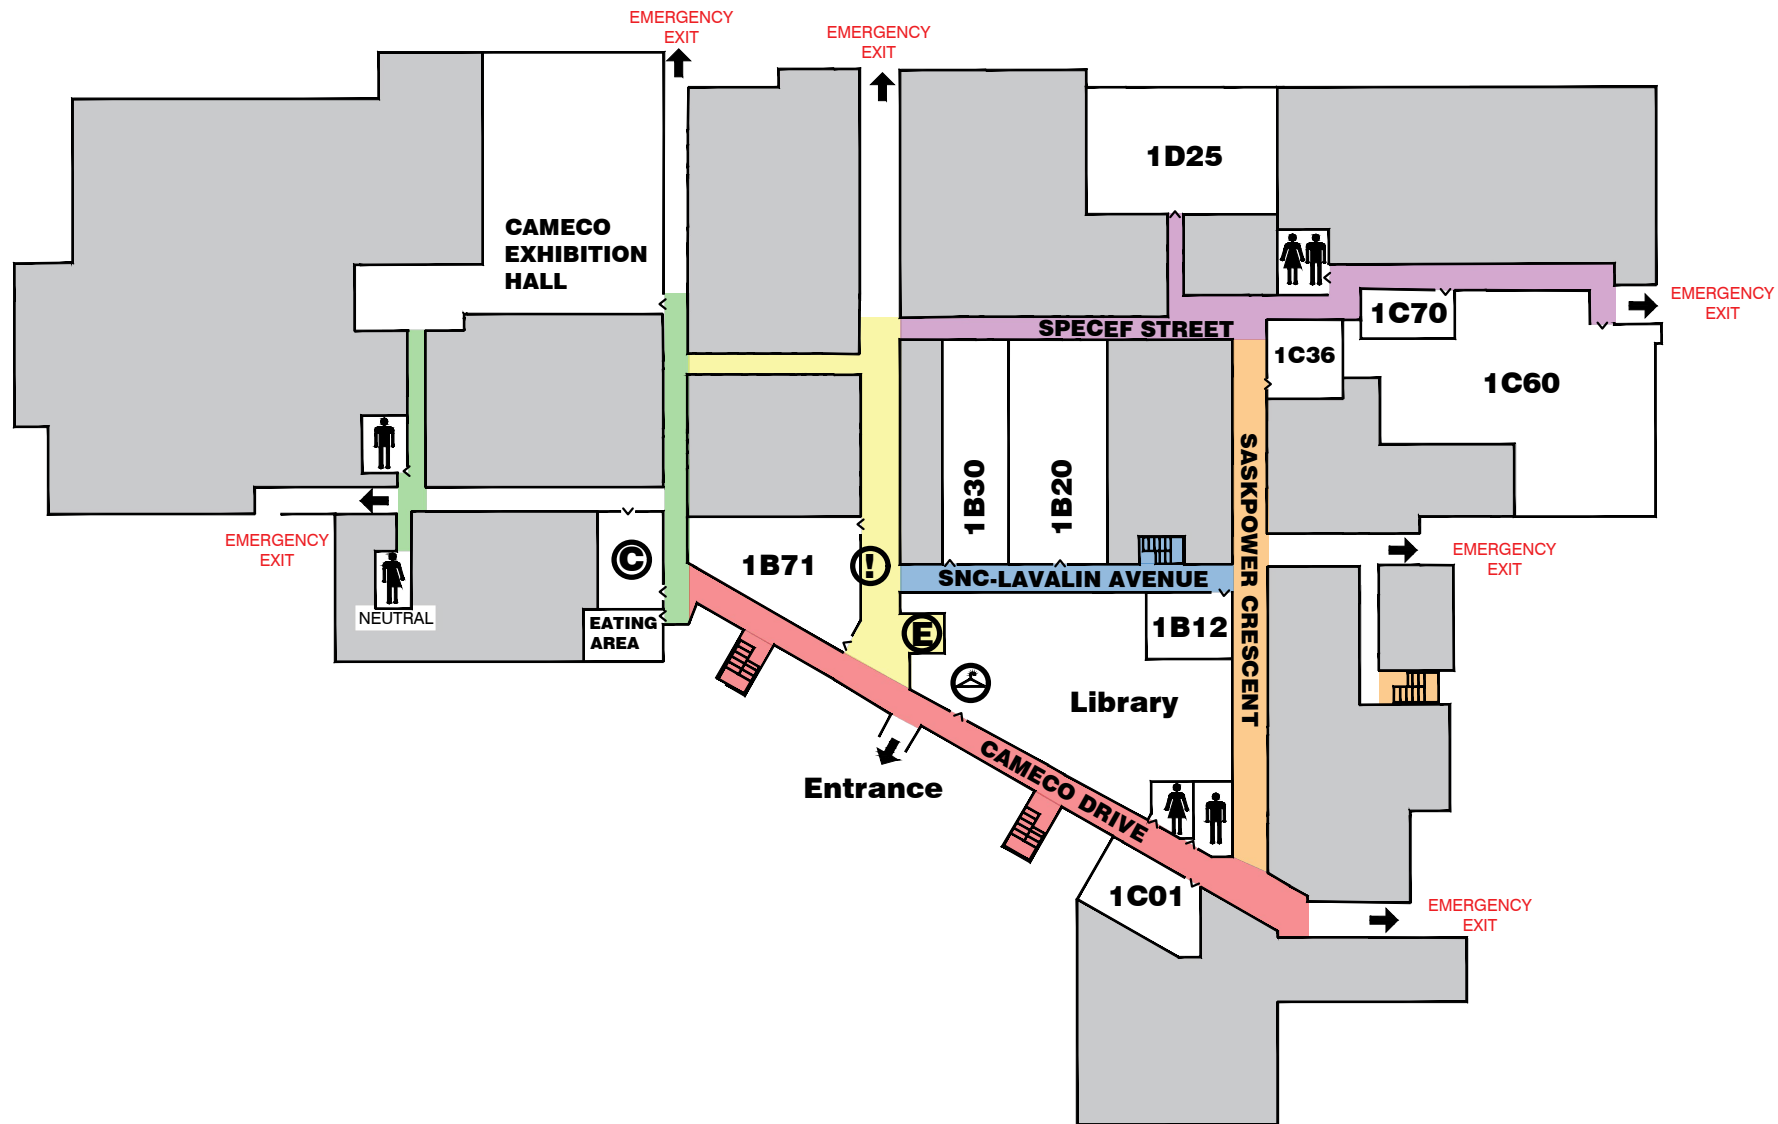 EMERGENCY
EXIT
EMERGENCY
EXIT
1D25
CAMECO
EXHIBITION
HALL
EMERGENCY
EXIT
1C70
SPECEF STREET
1C36
1C60
1B30
1B20
SASKPOWER CRESCENT
EMERGENCY
EXIT
C
1B71
!
SNC-LAVALIN AVENUE
EMERGENCY
EXIT
NEUTRAL
EATING
AREA
E
1B12
Library
CAMECO DRIVE
Entrance
1C01
EMERGENCY
EXIT